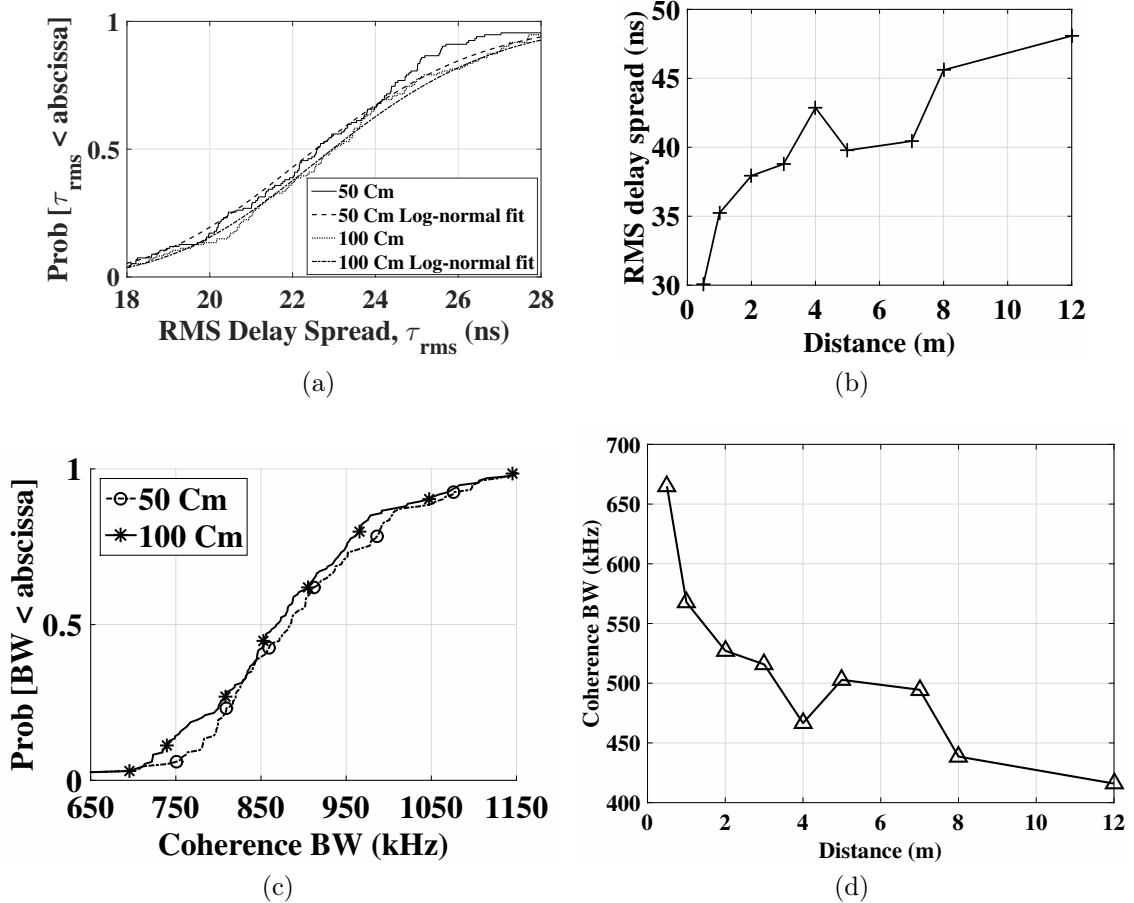 1
0.5
0
Prob [τrms < abscissa]
50 Cm
50 Cm Log-normal fit
100 Cm
100 Cm Log-normal fit
18 20 22 24 26 28
RMS Delay Spread, τrms (ns)
(a)
50
45
40
35
30
RMS delay spread (ns)
0 2 4 6 8 10 12
Distance (m)
(b)
1
0.5
0
Prob [BW < abscissa]
50 Cm
100 Cm
650 750 850 950 1050 1150
Coherence BW (kHz)
(c)
700
650
600
550
500
450
400
Coherence BW (kHz)
0 2 4 6 8 10 12
Distance (m)
(d)